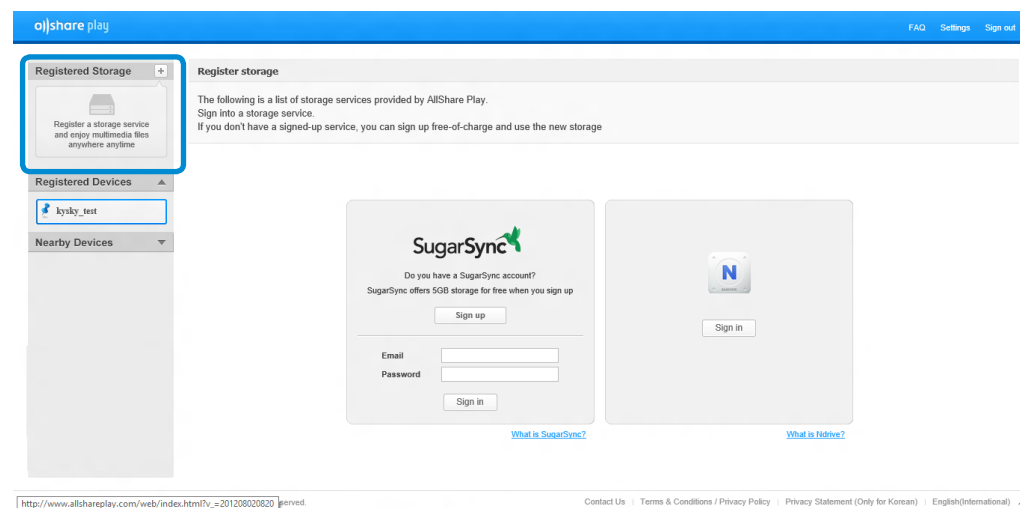 allshare play
FAQ Settings Sign out
Registered Storage +
Register a storage service
and enjoy multimedia files
anywhere anytime
Registered Devices
kysky_test
Nearby Devices
Register storage
The following is a list of storage services provided by AllShare Play.
Sign into a storage service.
If you don't have a signed-up service, you can sign up free-of-charge and use the new storage
SugarSync
Do you have a SugarSync account?
SugarSync offers 5GB storage for free when you sign up
Sign up
Email
Password
Sign in
What is SugarSync?
N
Sign in
What is Ndrive?
http://www.allshareplay.com/web/index.html?v_=201208020820
Contact Us | Terms & Conditions / Privacy Policy | Privacy Statement (Only for Korean) | English(International)